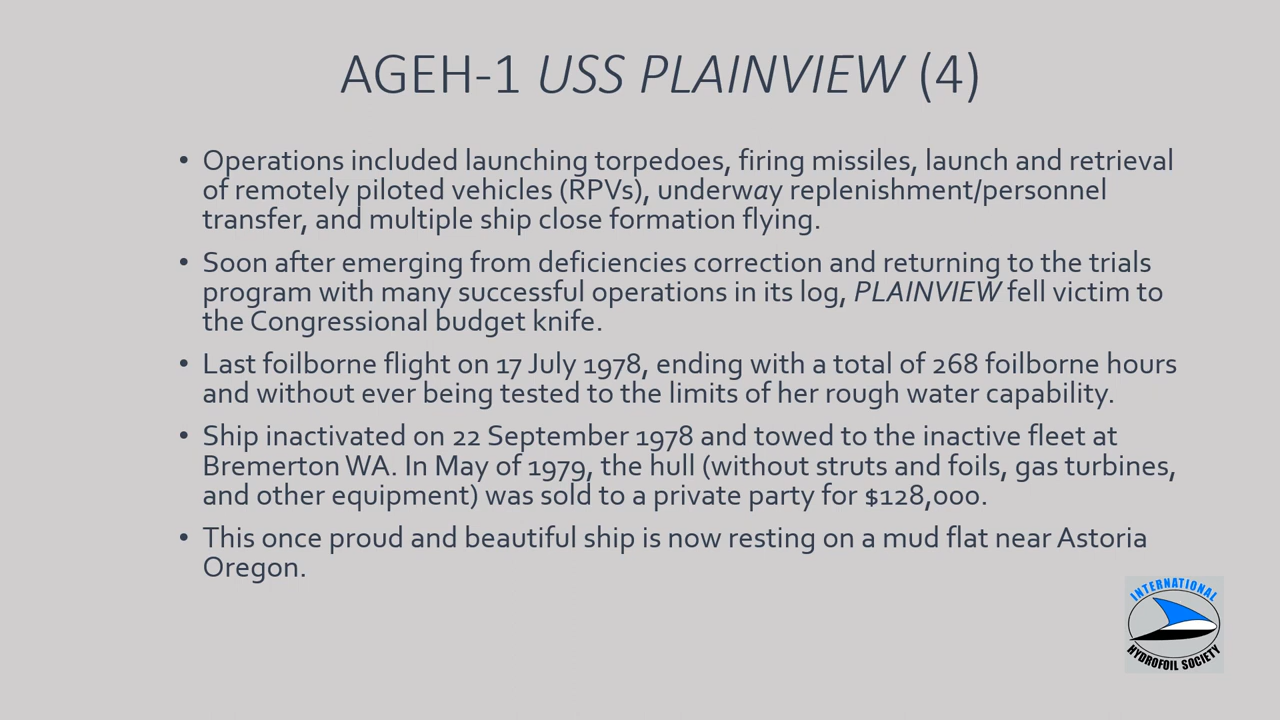 AGEH-1 USS PLAINVIEW (4)
• Operations included launching torpedoes, firing missiles, launch and retrieval
of remotely piloted vehicles (RPVs), underway replenishment/personnel
transfer, and multiple ship close formation flying.
• Soon after emerging from deficiencies correction and returning to the trials
program with many successful operations in its log, PLAINVIEW fell victim to
the Congressional budget knife.
• Last foilborne flight on 17 July 1978, ending with a total of 268 foilborne hours
and without ever being tested to the limits of her rough water capability.
• Ship inactivated on 22 September 1978 and towed to the inactive fleet at
Bremerton WA. In May of 1979, the hull (without struts and foils, gas turbines,
and other equipment) was sold to a private party for $128,000.
• This once proud and beautiful ship is now resting on a mud flat near Astoria
Oregon.
INTERNATIONAL
HYDROFOIL SOCIETY